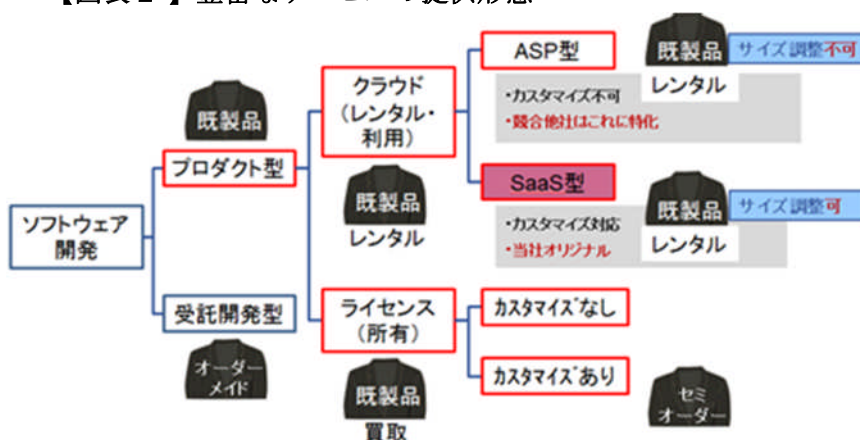 ASP型
既製品
サイズ調整不可
レンタル
・カスタマイズ不可
・競合他社はこれに特化
クラウド
(レンタル・
利用)
既製品
レンタル
既製品
プロダクト型
SaaS型
既製品
サイズ調整可
レンタル
・カスタマイズ対応
・当社オリジナル
ソフトウェア
開発
受託開発型
オーダー
メイド
ライセンス
(所有)
既製品
買取
カスタマイズなし
カスタマイズあり
セミ
オーダー